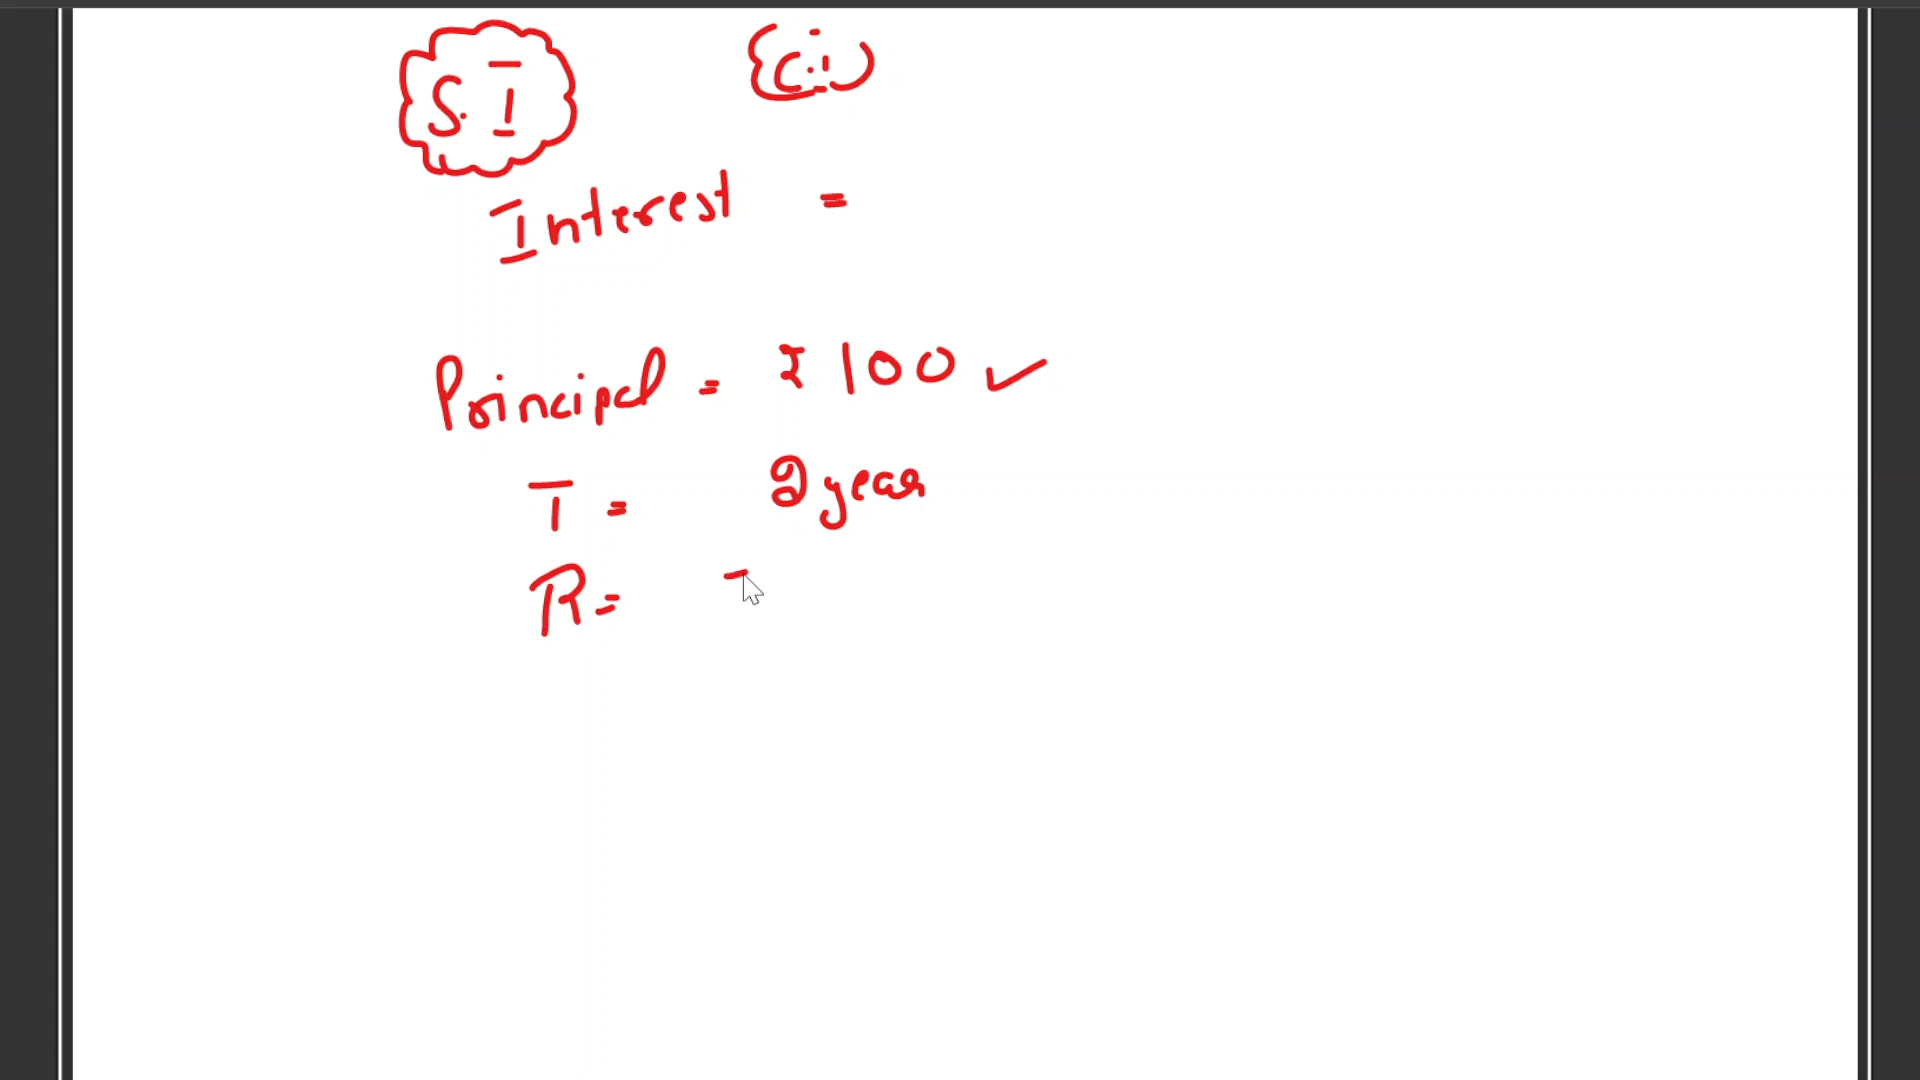 S.I (C.I)
Interest =
Principal = ₹ 100 ✓
T = 2 year
R =